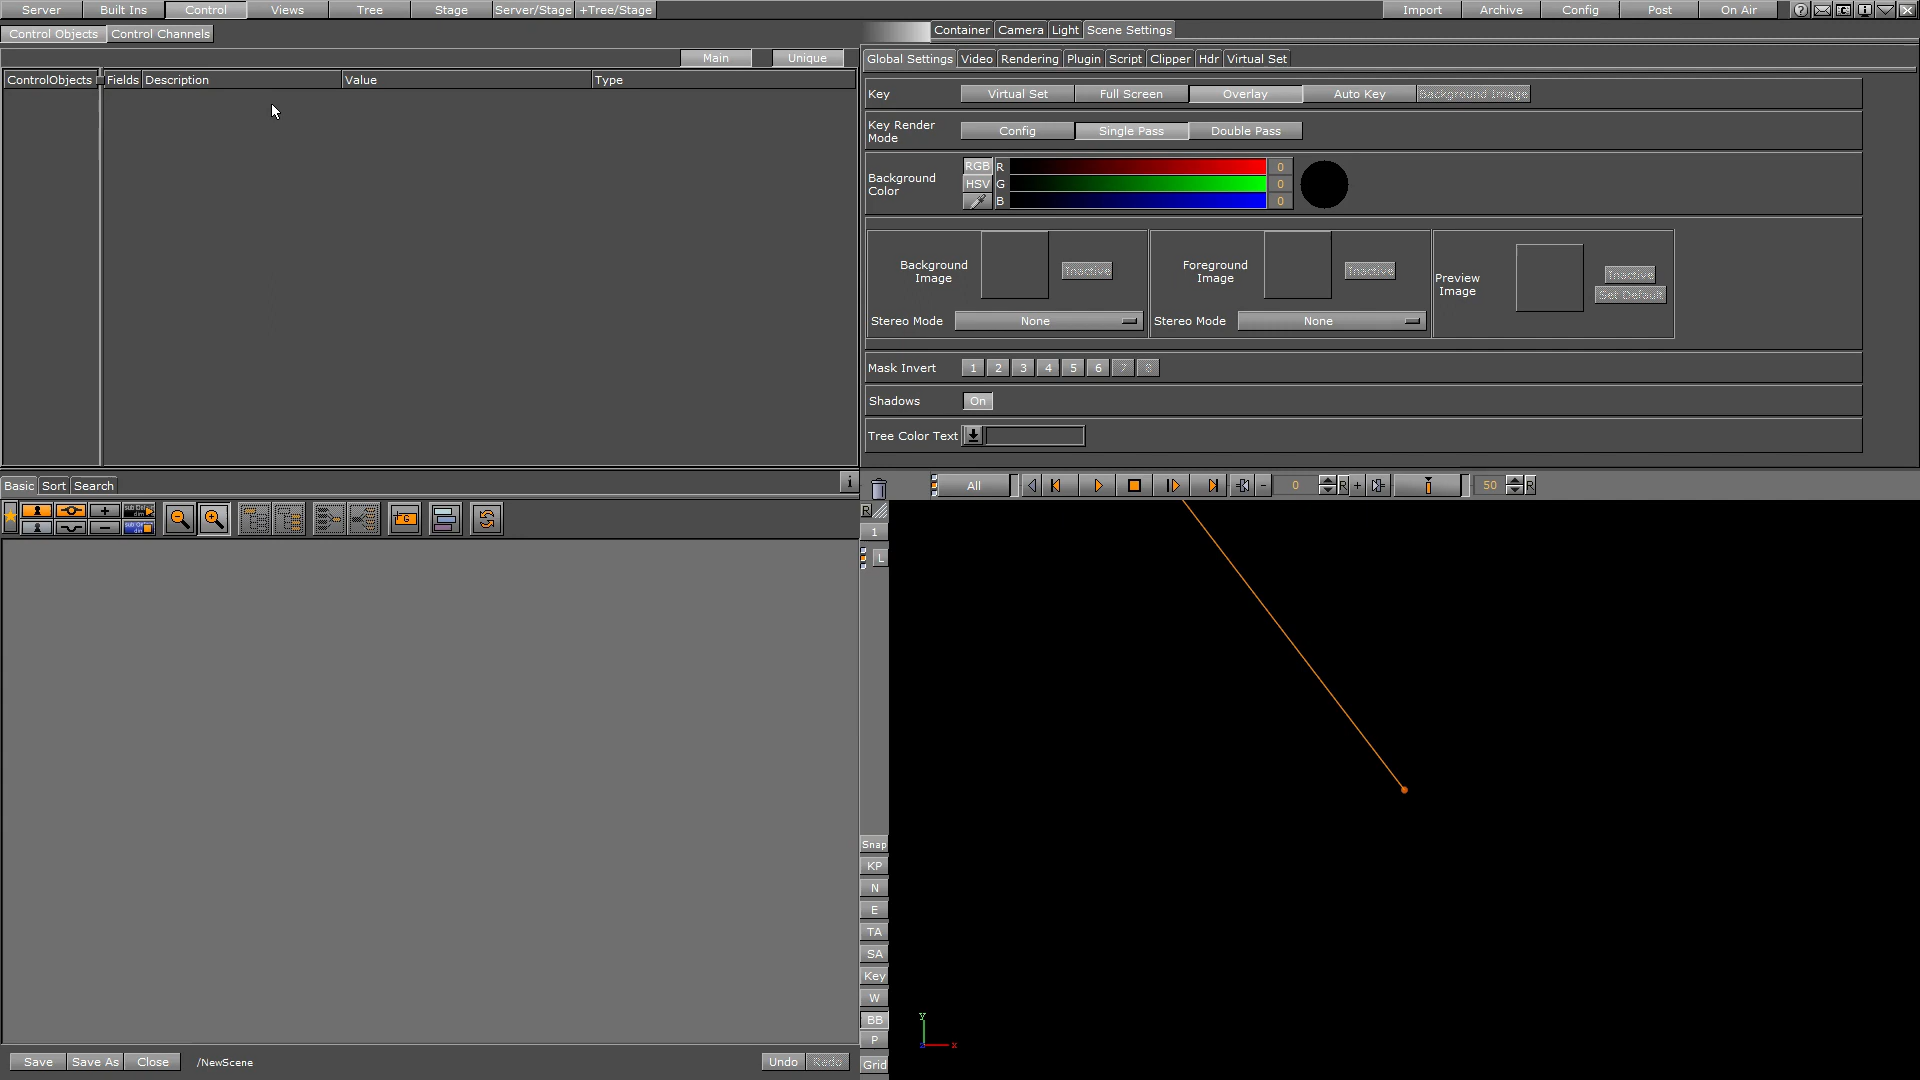 Server Built Ins Control Views Tree Stage Server/Stage +Tree/Stage Import Archive Config Post On Air
Control Objects Control Channels
Main Unique
ControlObjects Fields Description Value Type
Container Camera Light Scene Settings
Global Settings Video Rendering Plugin Script Clipper Hdr Virtual Set
Key Virtual Set Full Screen Overlay Auto Key Background Image
Key Render
Mode
Config Single Pass Double Pass
Background
Color
RGB R 0
HSV G 0
B 0
Background
Image
Inactive
Foreground
Image
Inactive
Preview
Image
Inactive
Set Default
Stereo Mode None Stereo Mode None
Mask Invert 1 2 3 4 5 6 7 8
Shadows On
Tree Color Text
Basic Sort Search i
All - 0 R + 50 R
R
1
L
Snap
KP
N
E
TA
SA
Key
W
BB
P
Grid
y
x
Save Save As Close /NewScene Undo Redo